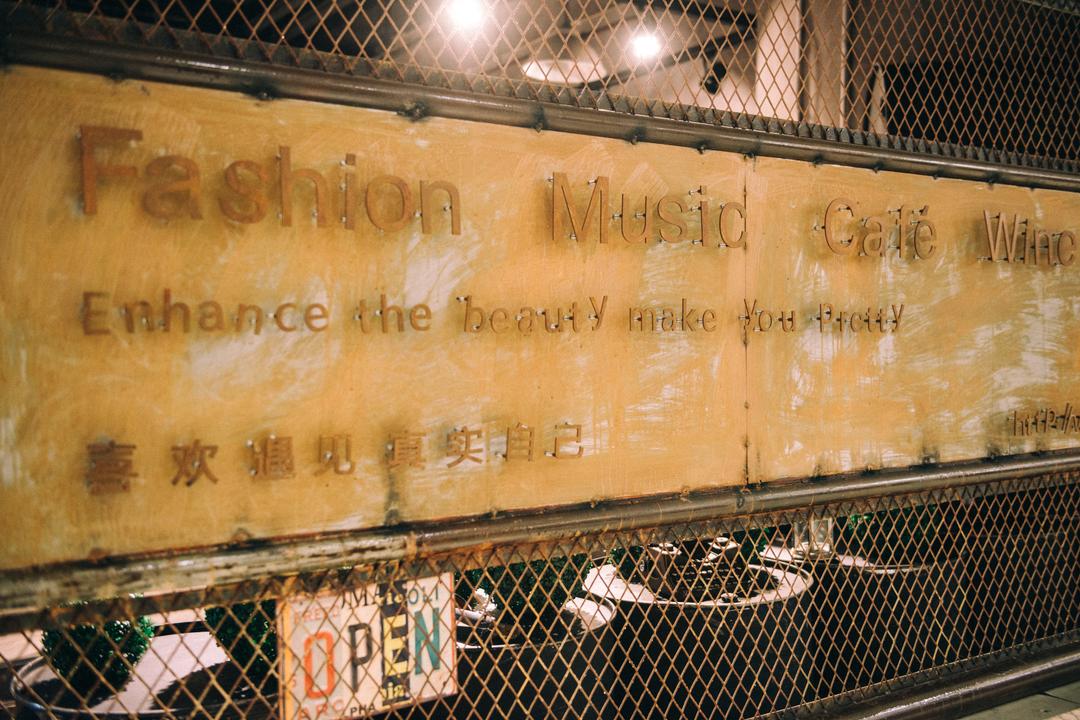 Fashion Music Café Wine
Enhance the beauty make you Pretty
喜欢遇见真实自己
OPEN